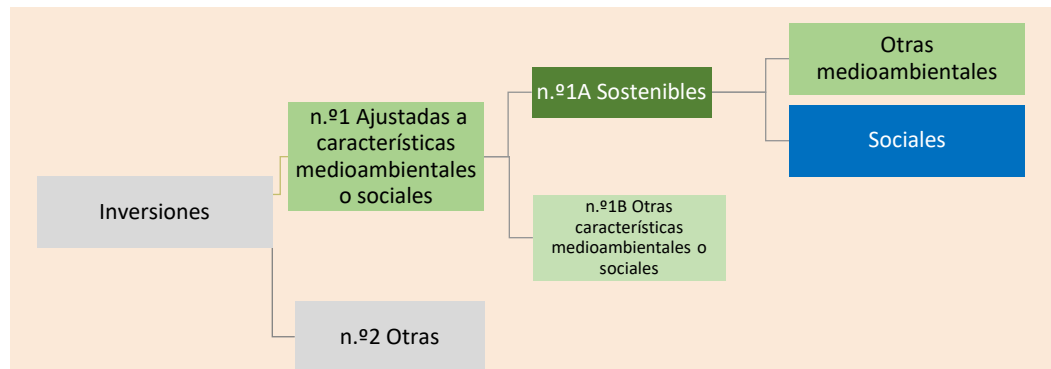 Inversiones
n.º1 Ajustadas a
características
medioambientales
o sociales
n.º2 Otras
n.º1A Sostenibles
n.º1B Otras
características
medioambientales o
sociales
Otras
medioambientales
Sociales